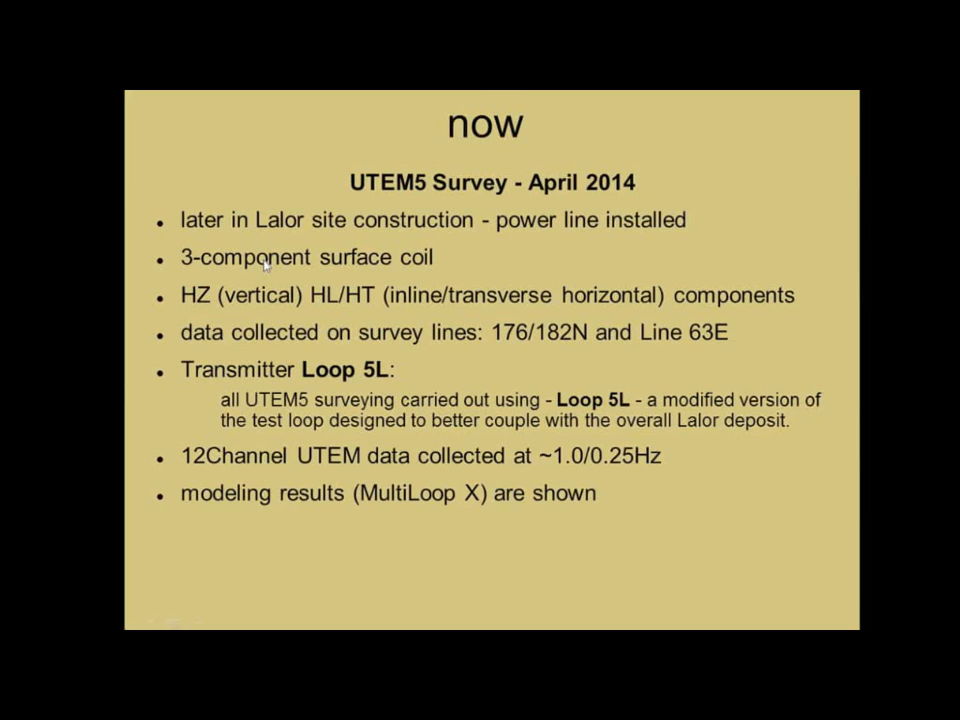 now
UTEM5 Survey - April 2014
• later in Lalor site construction - power line installed
• 3-component surface coil
• HZ (vertical) HL/HT (inline/transverse horizontal) components
• data collected on survey lines: 176/182N and Line 63E
• Transmitter Loop 5L:
all UTEM5 surveying carried out using - Loop 5L - a modified version of
the test loop designed to better couple with the overall Lalor deposit.
• 12Channel UTEM data collected at ~1.0/0.25Hz
• modeling results (MultiLoop X) are shown